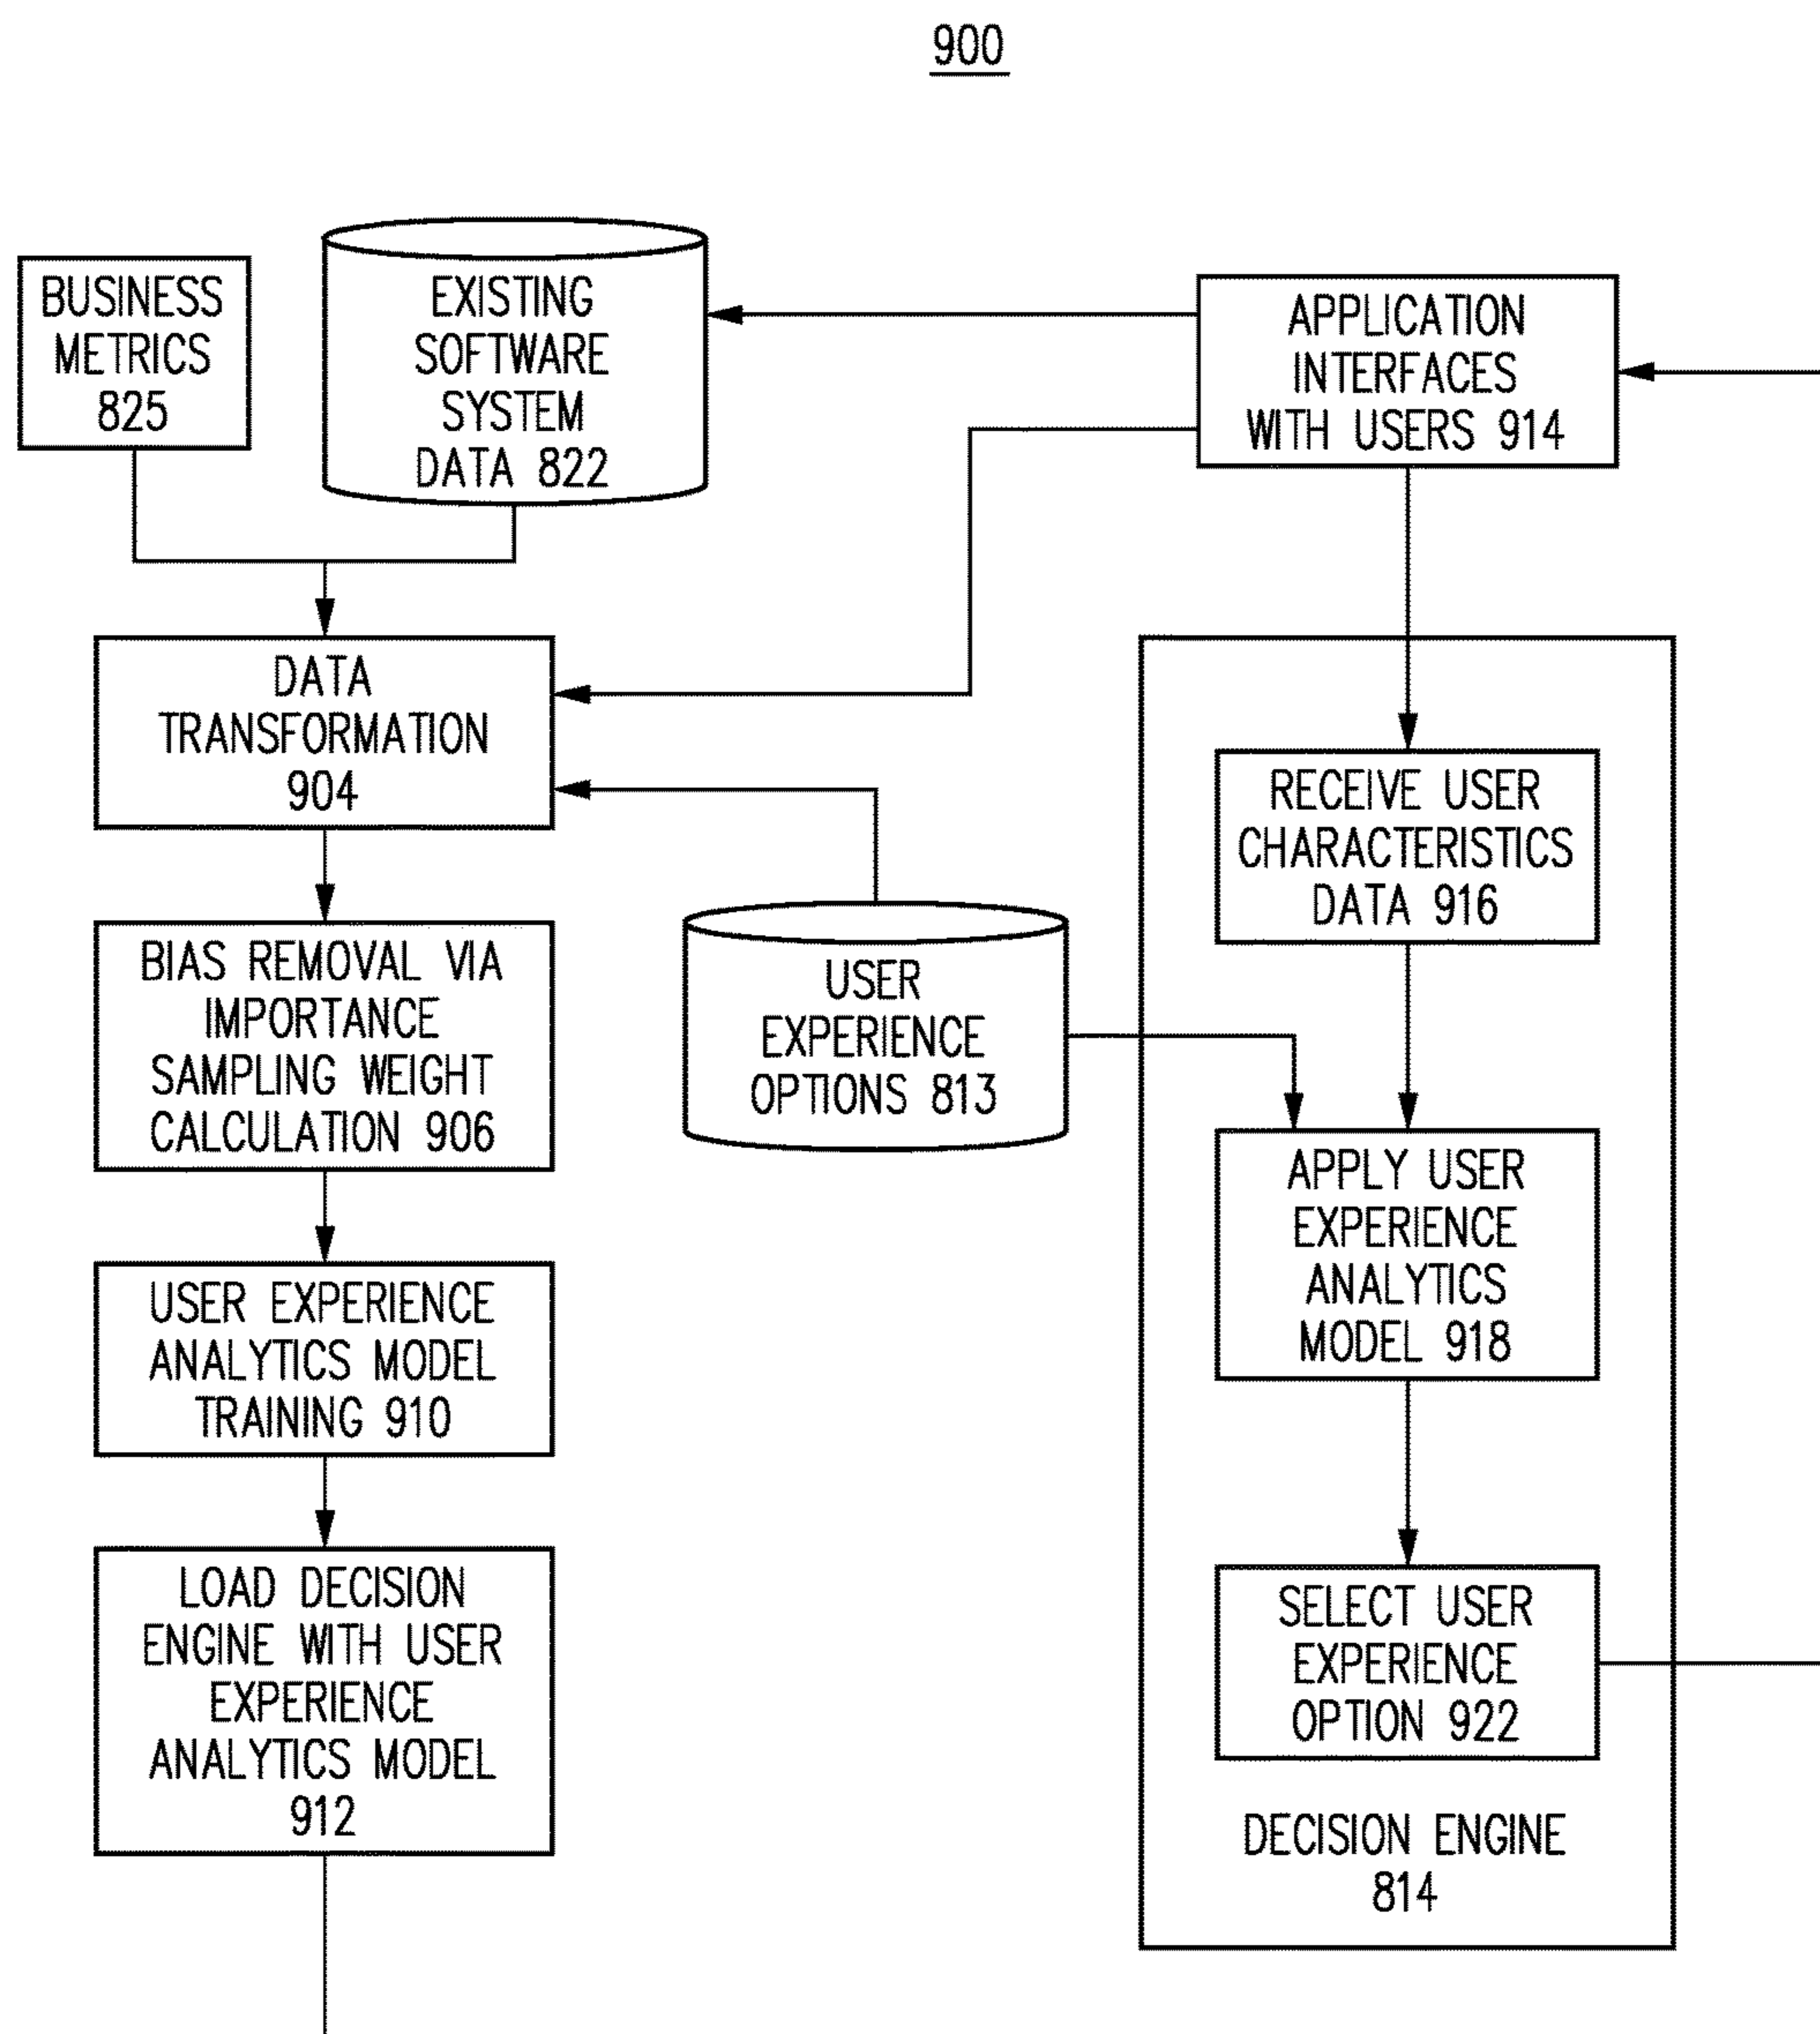 900
BUSINESS
METRICS
825
EXISTING
SOFTWARE
SYSTEM
DATA 822
APPLICATION
INTERFACES
WITH USERS 914
DATA
TRANSFORMATION
904
RECEIVE USER
CHARACTERISTICS
DATA 916
BIAS REMOVAL VIA
IMPORTANCE
SAMPLING WEIGHT
CALCULATION 906
USER
EXPERIENCE
OPTIONS 813
APPLY USER
EXPERIENCE
ANALYTICS
MODEL 918
USER EXPERIENCE
ANALYTICS MODEL
TRAINING 910
LOAD DECISION
ENGINE WITH USER
EXPERIENCE
ANALYTICS MODEL
912
SELECT USER
EXPERIENCE
OPTION 922
DECISION ENGINE
814